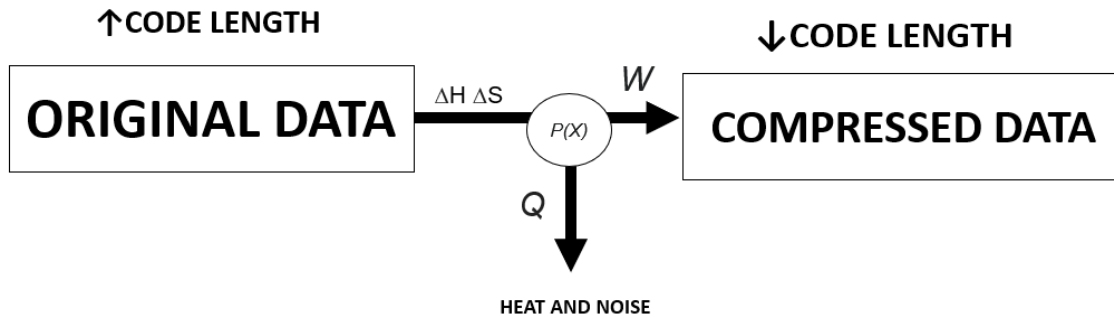 ↑CODE LENGTH
↓CODE LENGTH
ORIGINAL DATA
ΔH ΔS
P(X)
W
COMPRESSED DATA
Q
HEAT AND NOISE